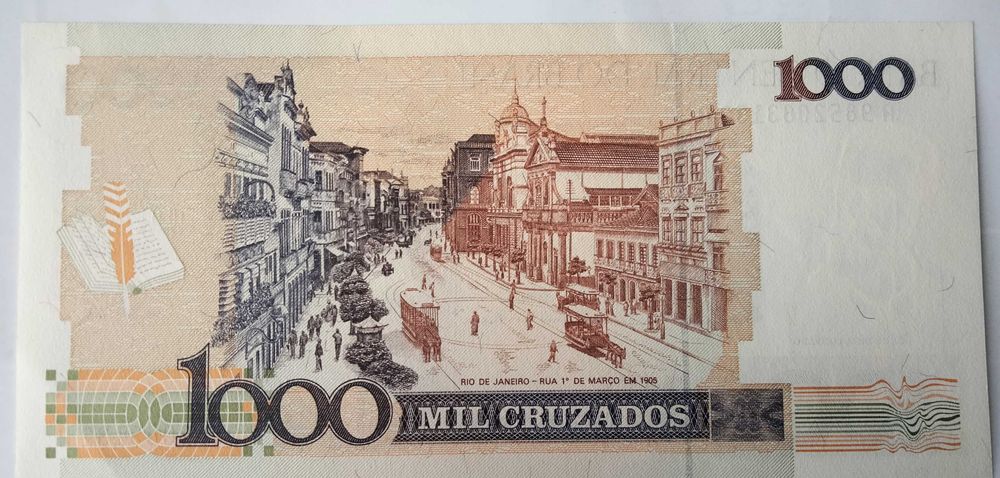 1000
RIO DE JANEIRO – RUA 1º DE MARÇO EM 1905
1000 MIL CRUZADOS